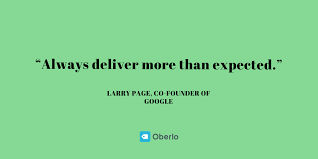 “Always deliver more than expected.”
LARRY PAGE, CO-FOUNDER OF
GOOGLE
Oberlo